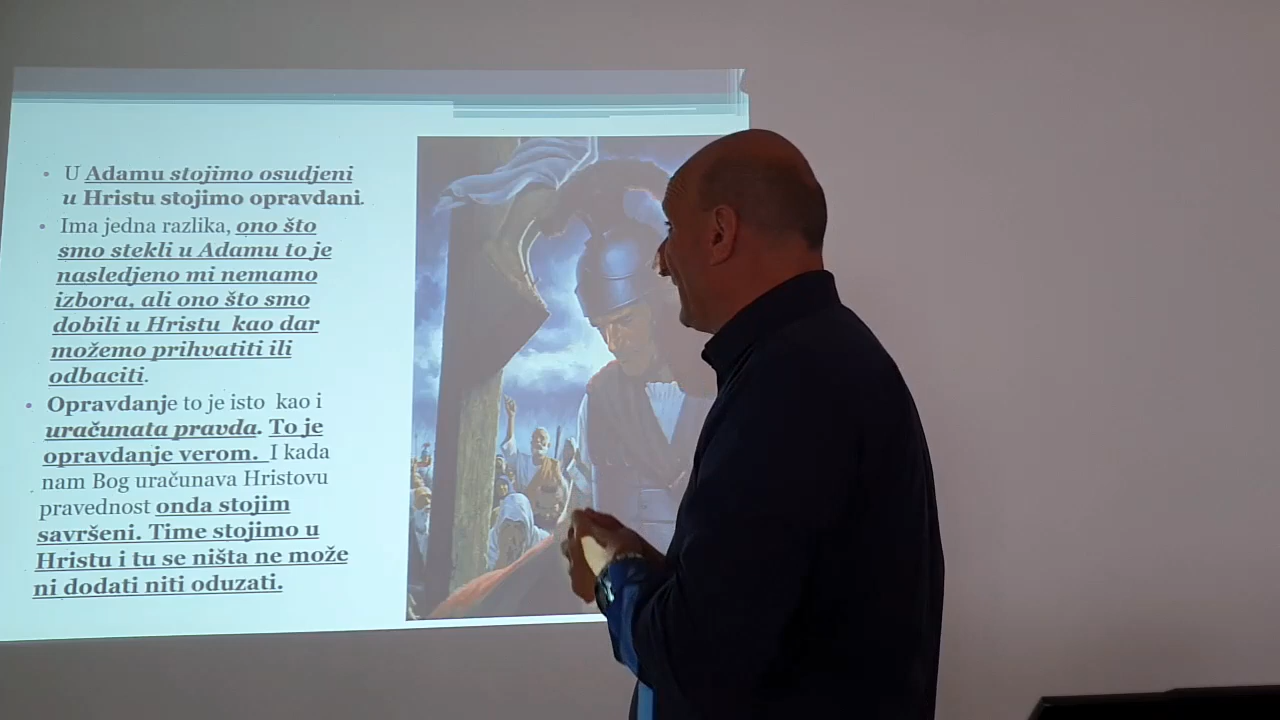 • U Adamu stojimo osudjeni
u Hristu stojimo opravdani.
• Ima jedna razlika, ono što
smo stekli u Adamu to je
nasledjeno mi nemamo
izbora, ali ono što smo
dobili u Hristu kao dar
možemo prihvatiti ili
odbaciti.
• Opravdanje to je isto kao i
uračunata pravda. To je
opravdanje verom. I kada
nam Bog uračunava Hristovu
pravednost onda stojim
savršeni. Time stojimo u
Hristu i tu se ništa ne može
ni dodati niti oduzati.